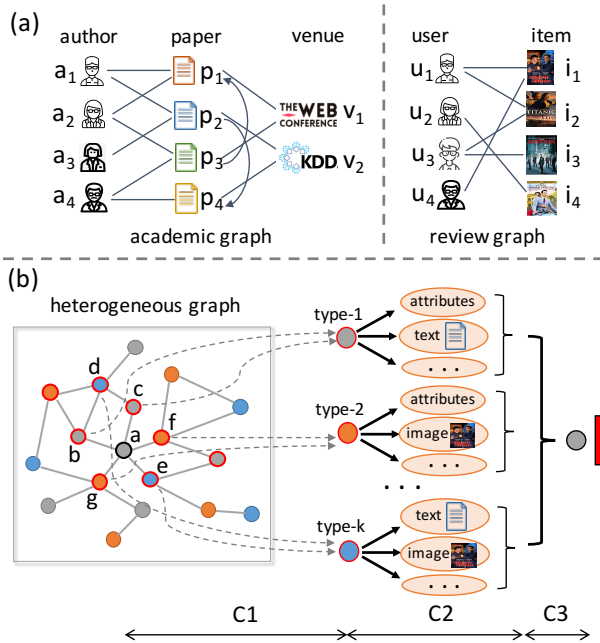 (a)
author paper venue
user item
a1 p1
a2 p2 THE WEB CONFERENCE V1
a3 p3 KDD V2
a4 p4
u1 i1
u2 TITANIC i2
u3 i3
u4 i4
academic graph
review graph
(b)
heterogeneous graph
type-1
attributes
text
. . .
type-2
attributes
image
. . .
. . .
type-k
text
image
. . .
d
c
b
a
f
g
e
C1 C2 C3